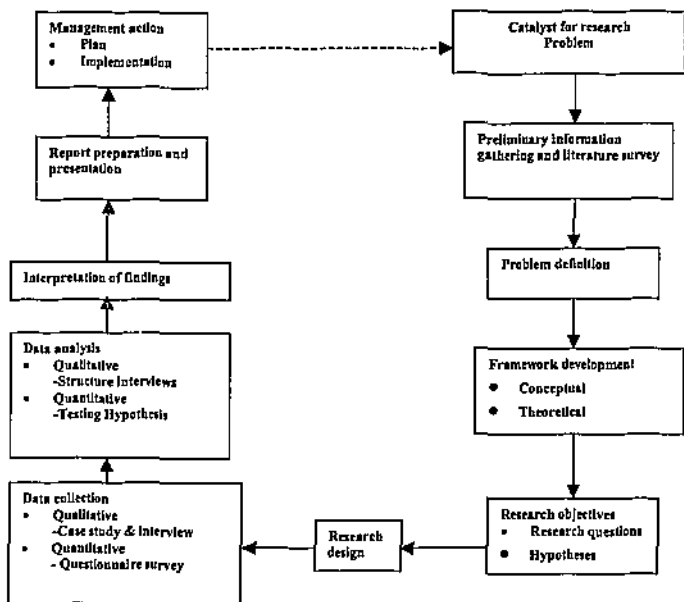 Management action
• Plan
• Implementation
Catalyst for research
Problem
Preliminary information
gathering and literature survey
Report preparation and
presentation
Problem definition
Interpretation of findings
Data analysis
• Qualitative
-Structure Interviews
• Quantitative
-Testing Hypothesis
Framework development
• Conceptual
• Theoretical
Research objectives
• Research questions
• Hypotheses
Research
design
Data collection
• Qualitative
-Case study & interview
• Quantitative
- Questionnaire survey